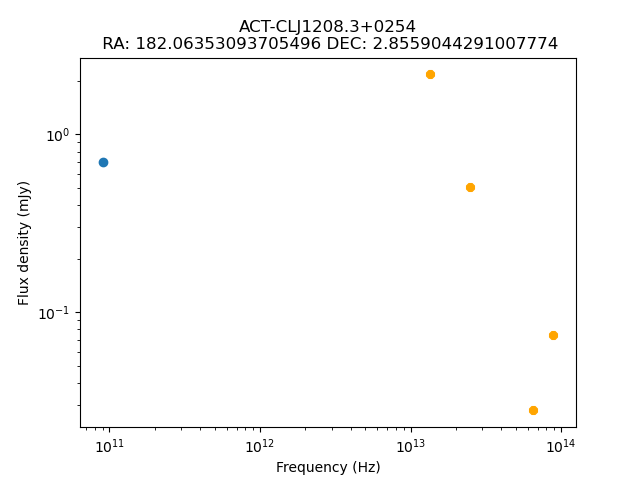 ACT-CLJ1208.3+0254
RA: 182.06353093705496 DEC: 2.8559044291007774
Flux density (mJy)
10⁰
10⁻¹
10¹¹ 10¹² 10¹³ 10¹⁴
Frequency (Hz)